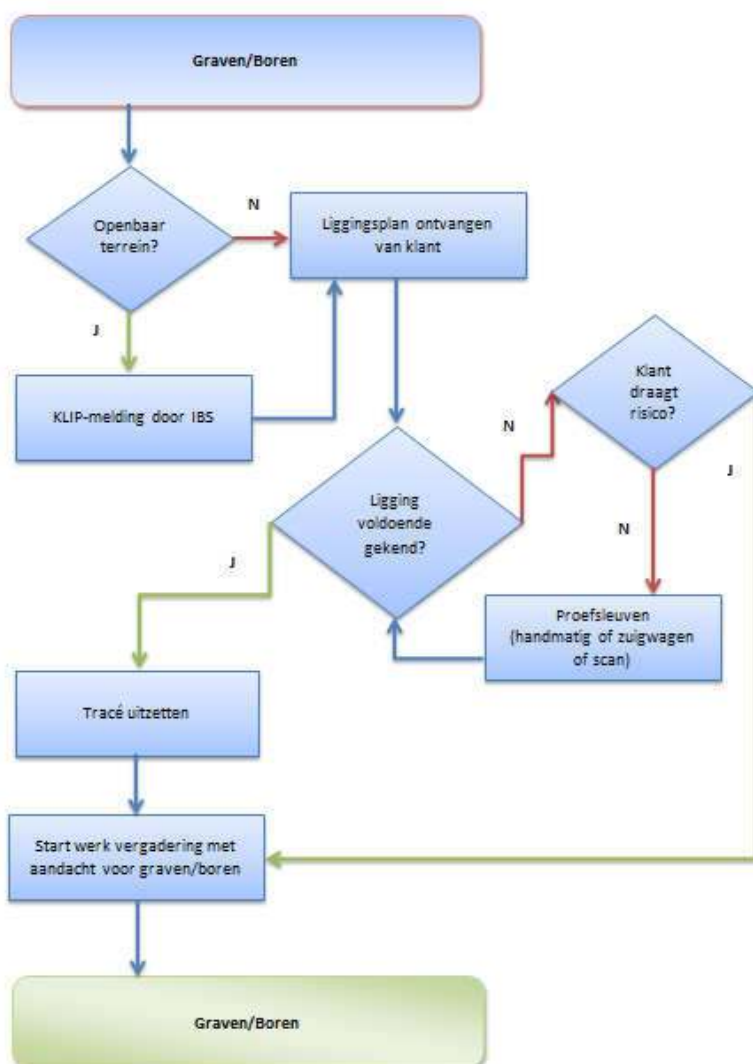 Graven/Boren
Openbaar
terrein?
N
Liggingsplan ontvangen
van klant
J
KLIP-melding door IBS
Klant
draagt
risico?
N
J
Ligging
voldoende
gekend?
N
J
Proefsleuven
(handmatig of zuigwagen
of scan)
Tracé uitzetten
Start werk vergadering met
aandacht voor graven/boren
Graven/Boren